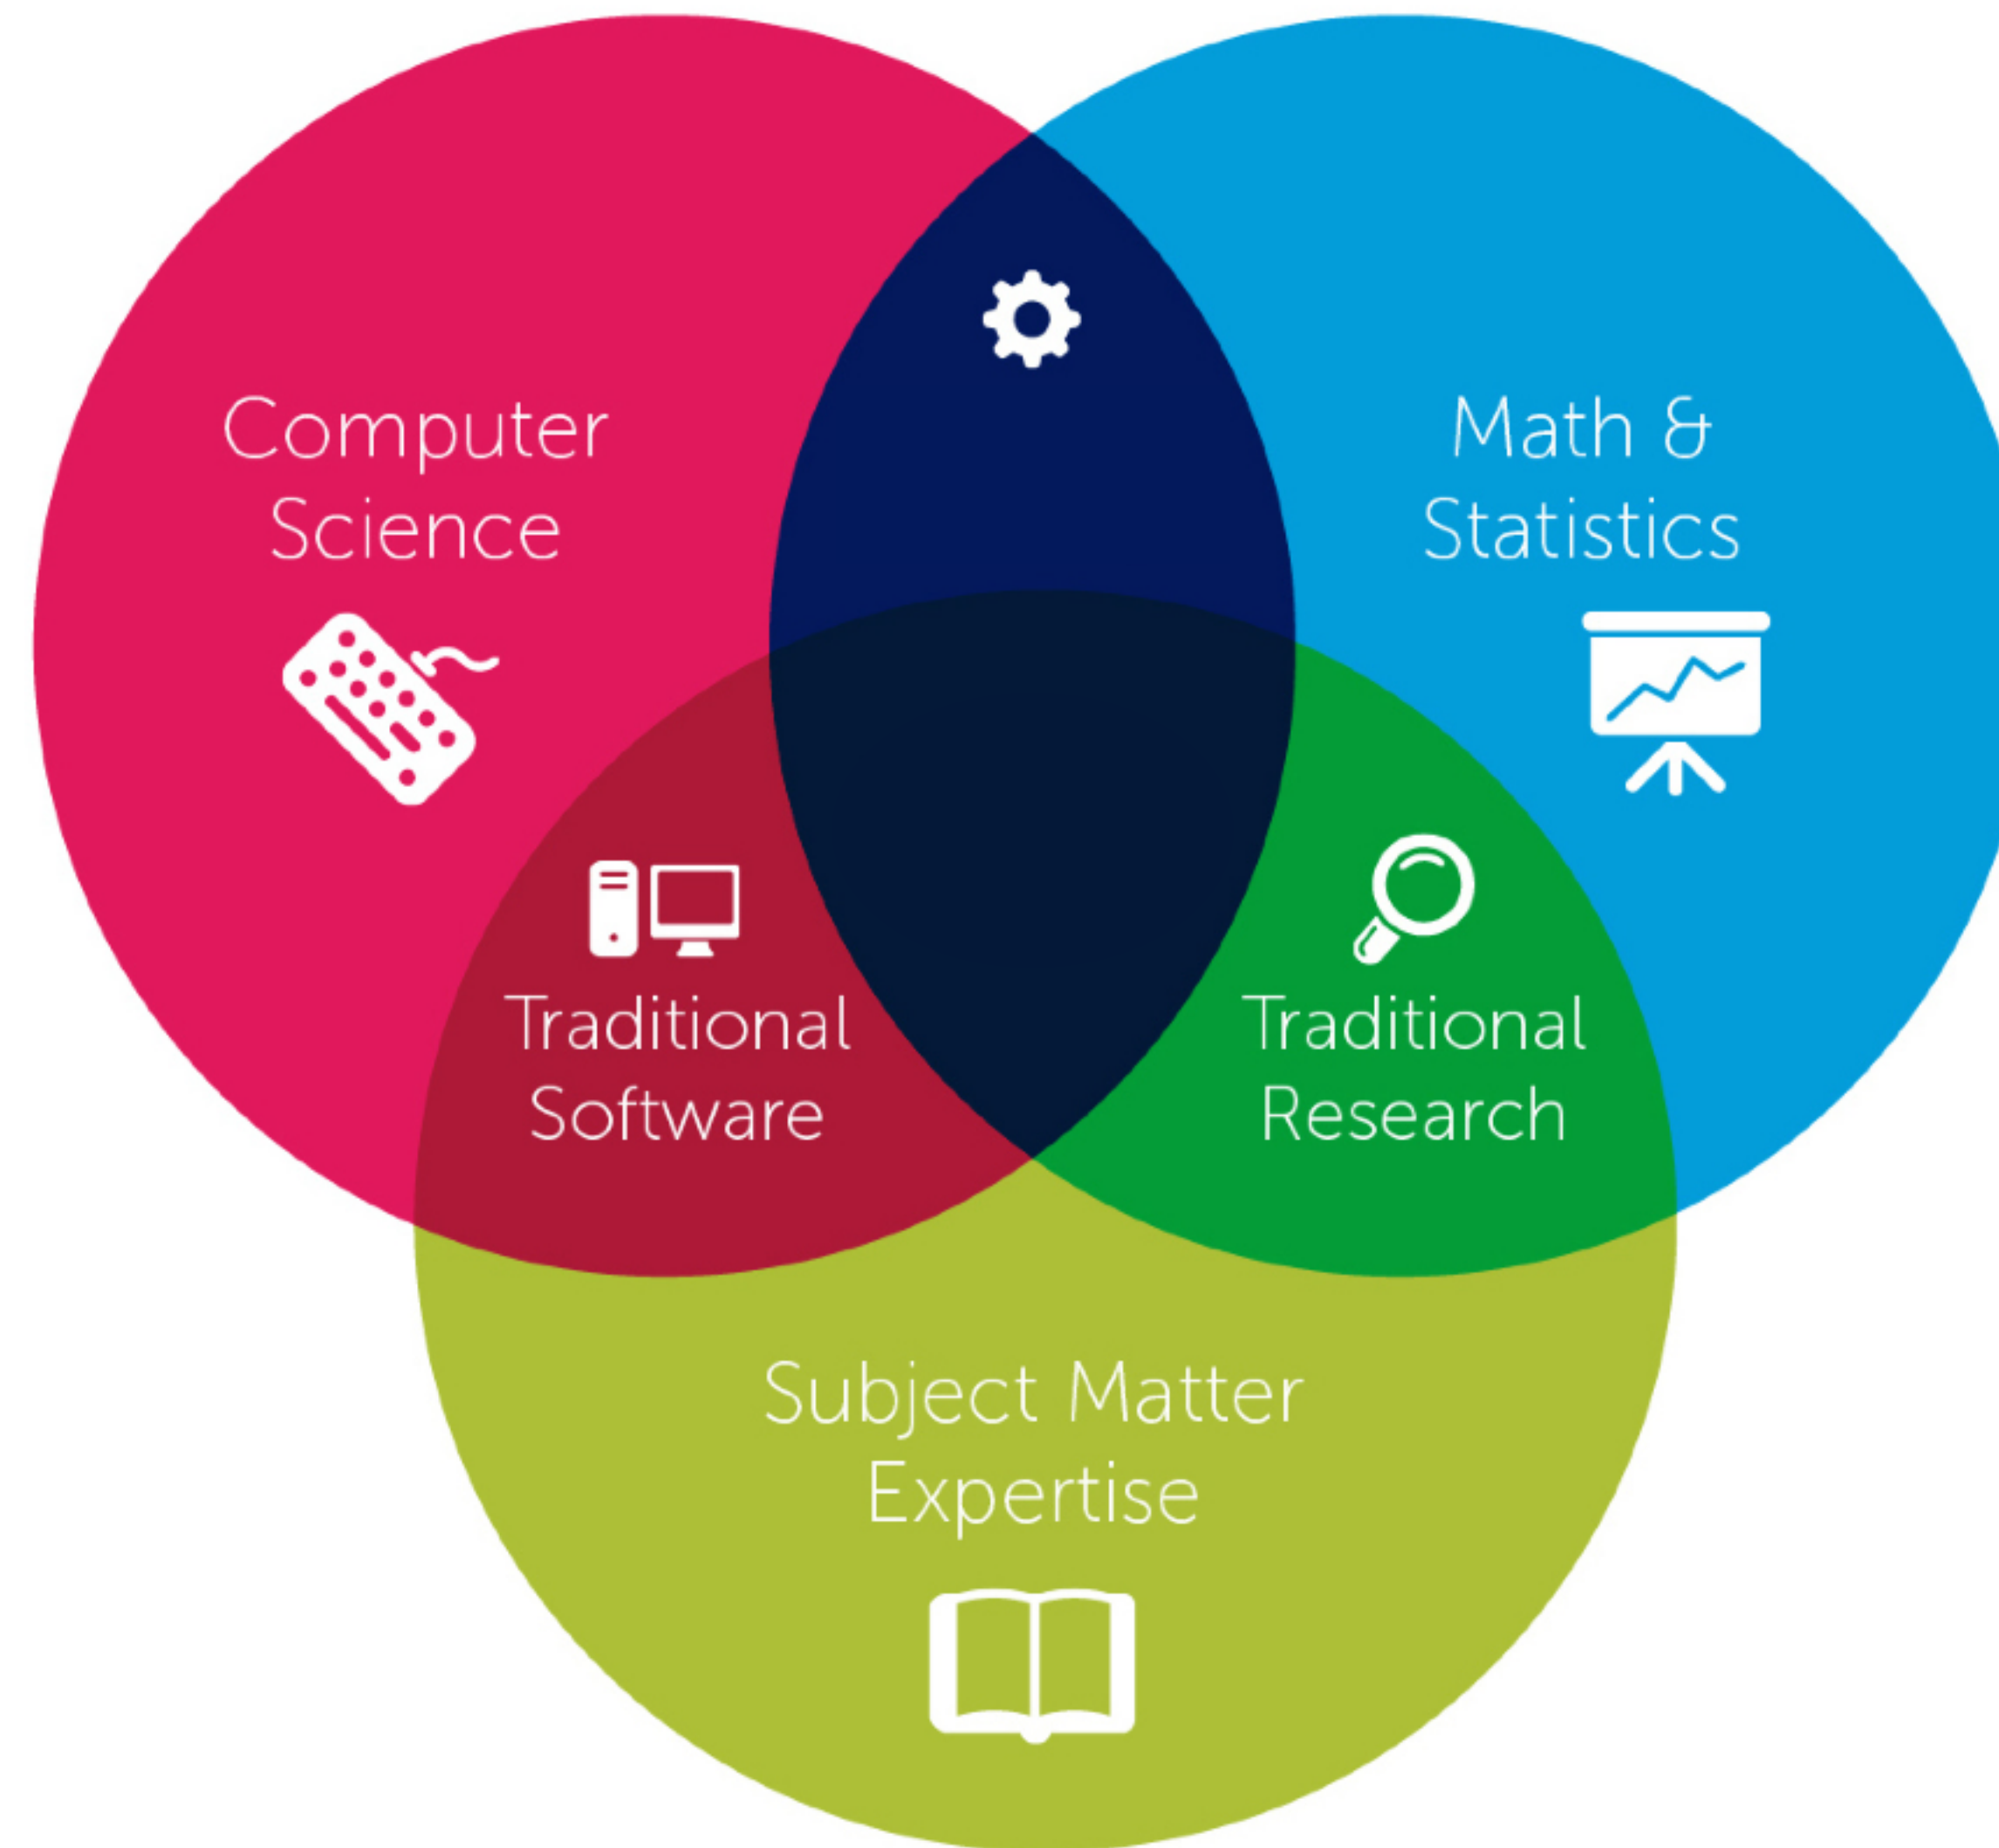 Computer
Science
Math &
Statistics
Traditional
Software
Traditional
Research
Subject Matter
Expertise